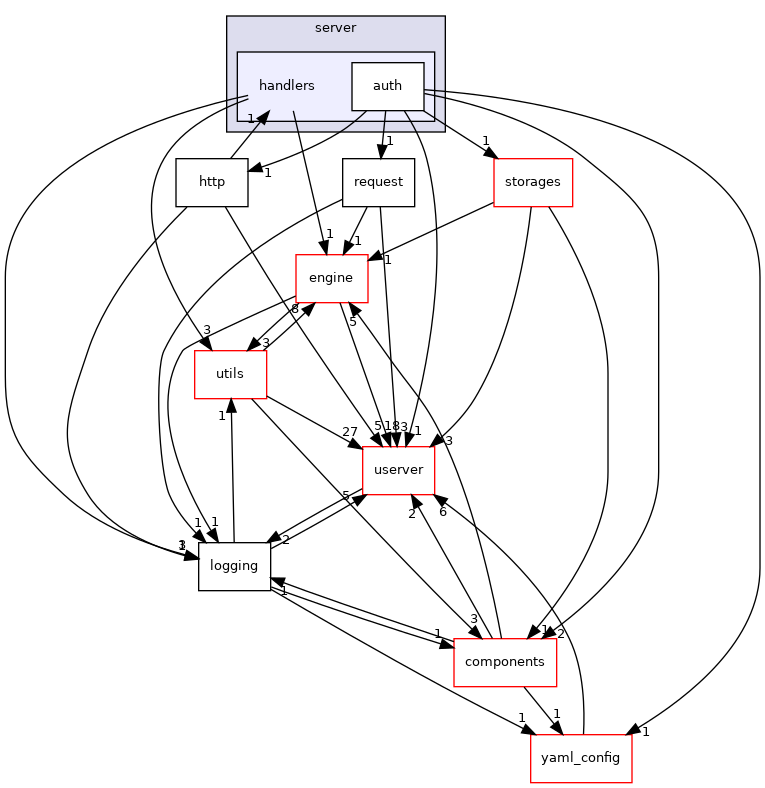 server
handlers
auth
1
1
1
1
http
request
storages
1
1
1
engine
8
5
3
3
utils
1
27
5
18
3
1
3
userver
5
2
6
1
1
1
2
logging
3
1
1
1
2
components
1
1
1
yaml_config